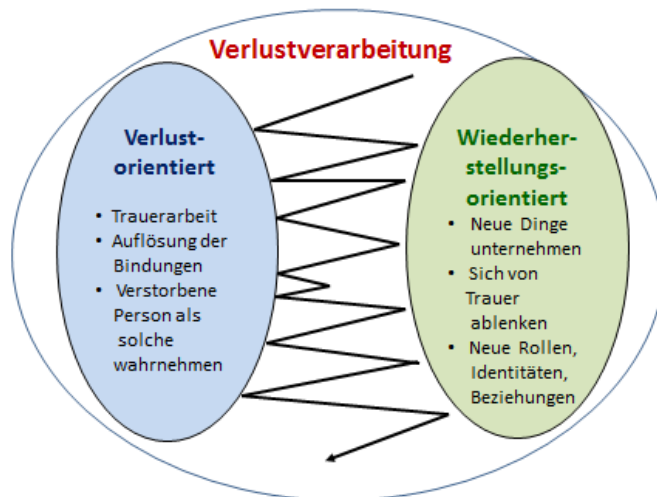 Verlustverarbeitung
Verlust-
orientiert
• Trauerarbeit
• Auflösung der
Bindungen
• Verstorbene
Person als
solche
wahrnehmen
Wiederher-
stellungs-
orientiert
• Neue Dinge
unternehmen
• Sich von
Trauer
ablenken
• Neue Rollen,
Identitäten,
Beziehungen